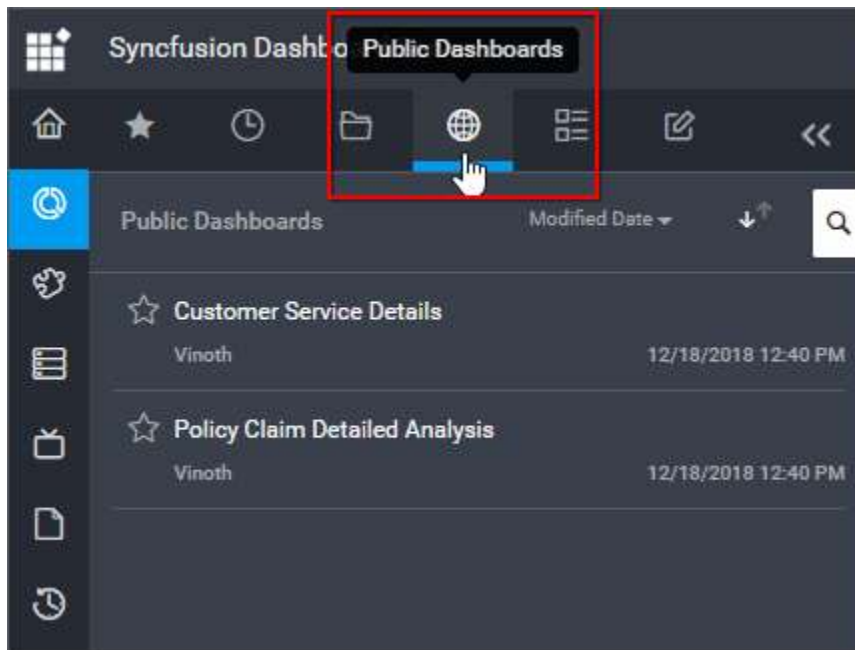 Syncfusion Dashbo
Public Dashboards
Public Dashboards
Modified Date
Customer Service Details
Vinoth
12/18/2018 12:40 PM
Policy Claim Detailed Analysis
Vinoth
12/18/2018 12:40 PM